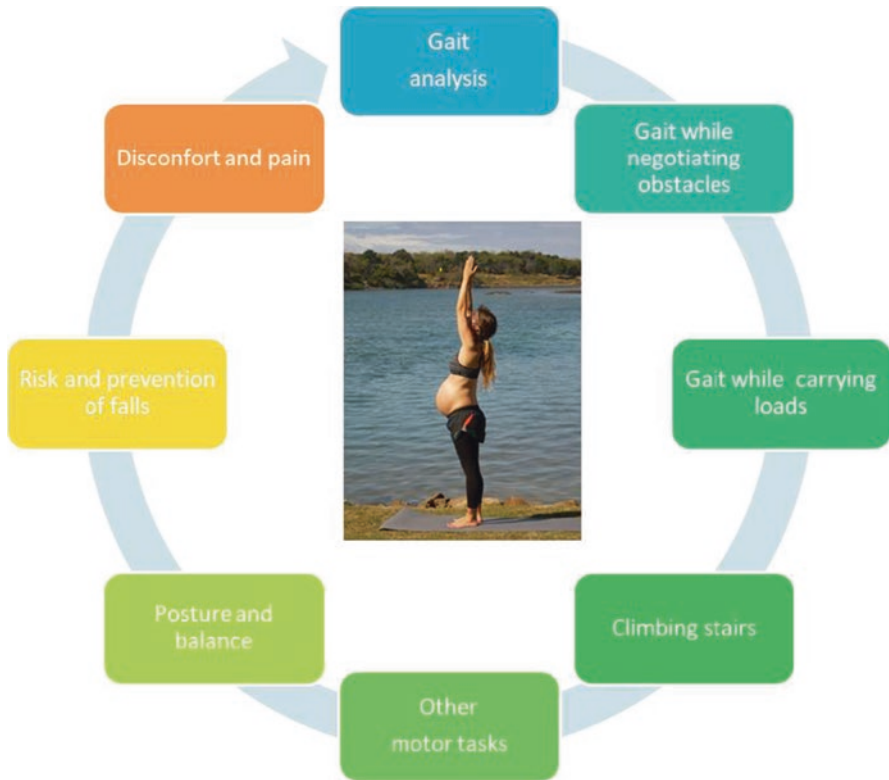 Gait
analysis
Gait while
negotiating
obstacles
Gait while carrying
loads
Climbing stairs
Other
motor tasks
Posture and
balance
Risk and prevention
of falls
Disconfort and pain